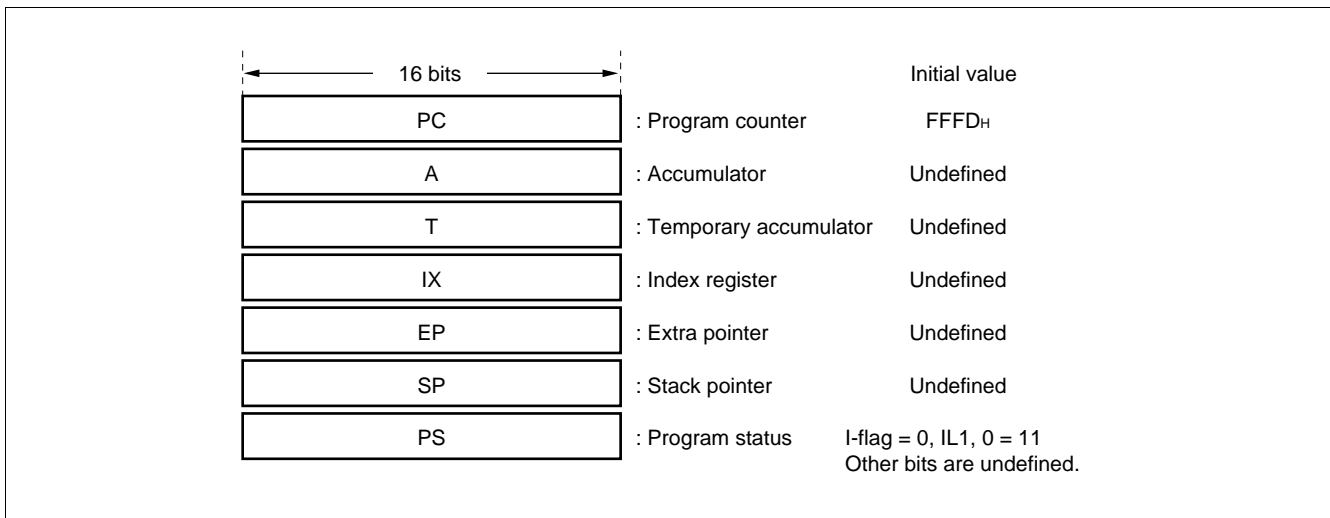 16 bits Initial value
PC : Program counter FFFDH
A : Accumulator Undefined
T : Temporary accumulator Undefined
IX : Index register Undefined
EP : Extra pointer Undefined
SP : Stack pointer Undefined
PS : Program status I-flag = 0, IL1, 0 = 11
Other bits are undefined.